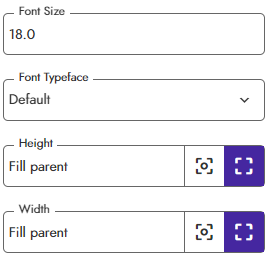 Font Size
18.0
Font Typeface
Default
Height
Fill parent
Width
Fill parent